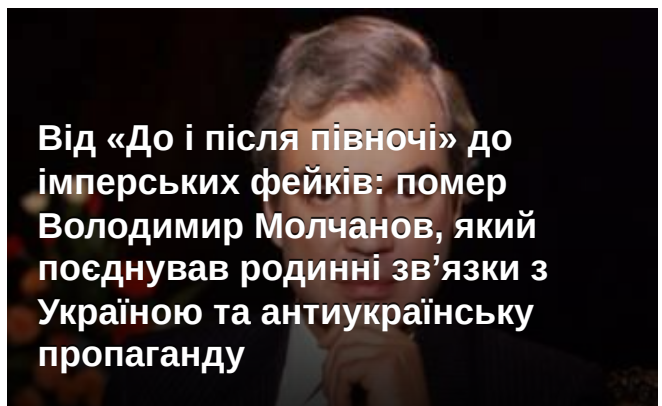 Від «До і після півночі» до
імперських фейків: помер
Володимир Молчанов, який
поєднував родинні зв’язки з
Україною та антиукраїнську
пропаганду